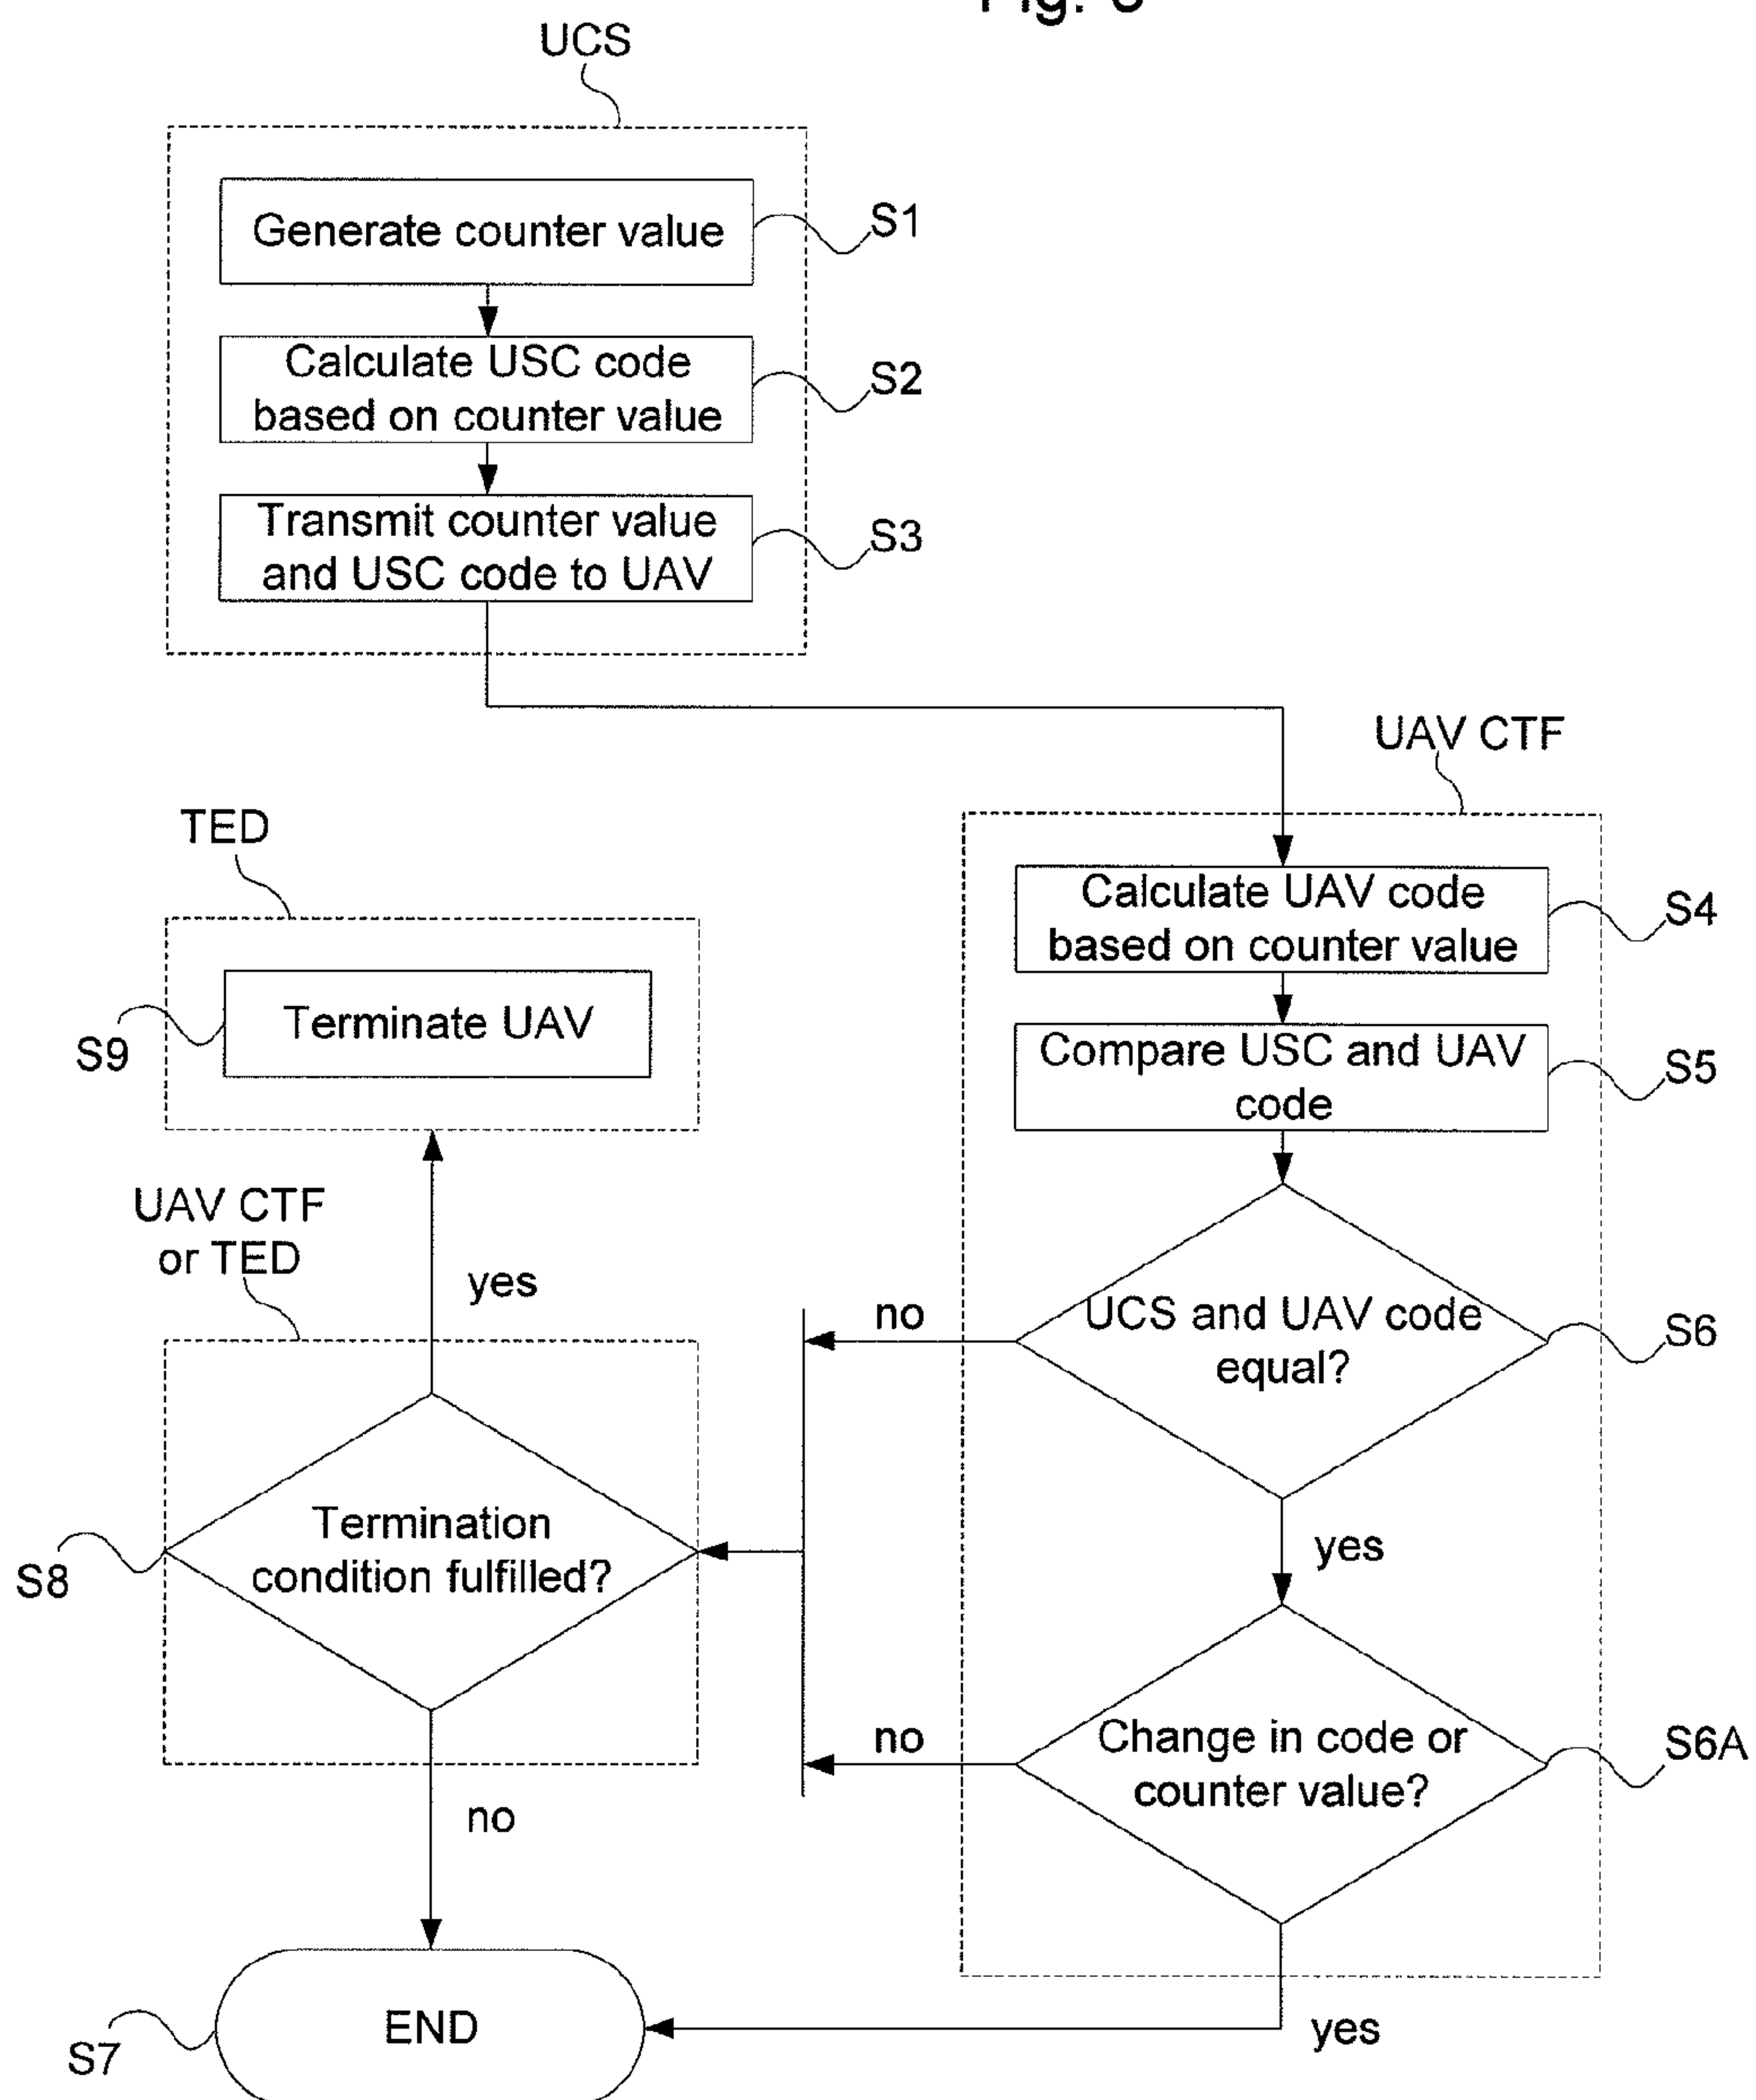 UCS
Generate counter value
S1
Calculate USC code
based on counter value
S2
Transmit counter value
and USC code to UAV
S3
UAV CTF
TED
Calculate UAV code
based on counter value
S4
Terminate UAV
S9
Compare USC and UAV
code
S5
UAV CTF
or TED
yes
no
UCS and UAV code
equal?
S6
Termination
condition fulfilled?
S8
yes
no
no
Change in code or
counter value?
S6A
END
S7
yes